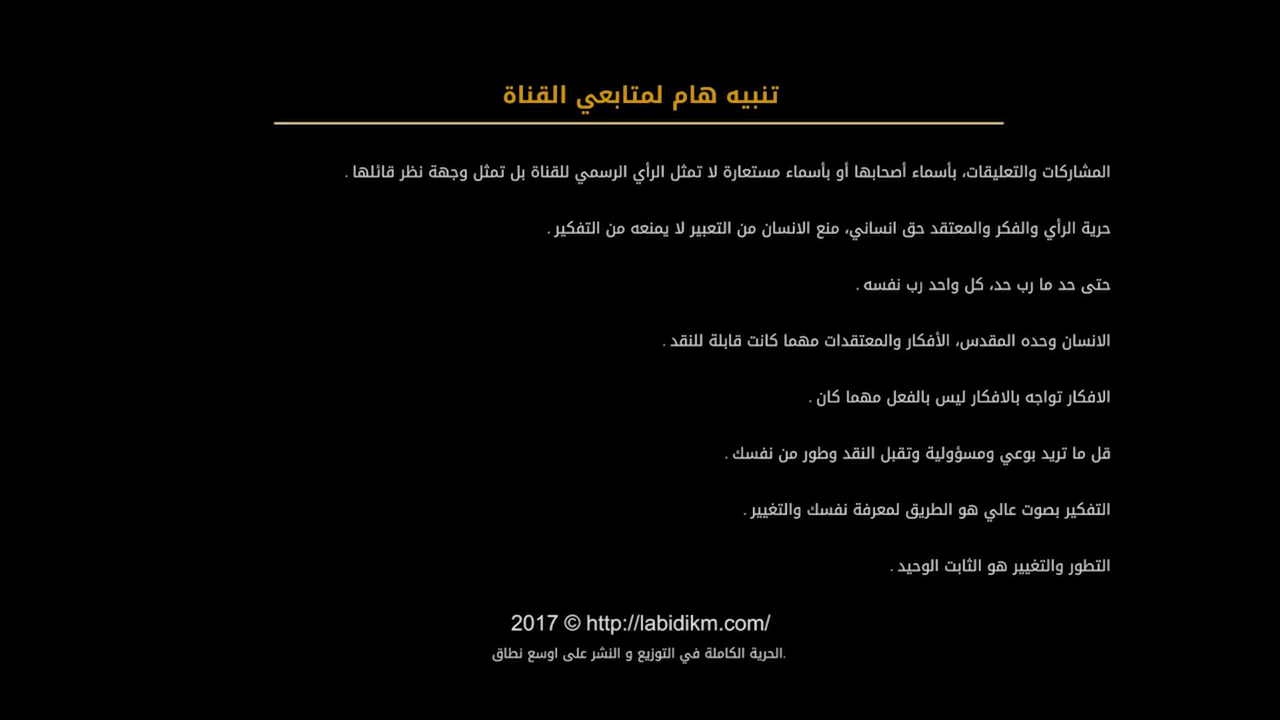 تنبيه هام لمتابعي القناة
المشاركات والتعليقات، بأسماء أصحابها أو بأسماء مستعارة لا تمثل الرأي الرسمي للقناة بل تمثل وجهة نظر قائلها .
حرية الرأي والفكر والمعتقد حق انساني، منع الانسان من التعبير لا يمنعه من التفكير .
حتى حد ما رب حد، كل واحد رب نفسه .
الانسان وحده المقدس، الأفكار والمعتقدات مهما كانت قابلة للنقد .
الافكار تواجه بالافكار ليس بالفعل مهما كان .
قل ما تريد بوعي ومسؤولية وتقبل النقد وطور من نفسك .
التفكير بصوت عالي هو الطريق لمعرفة نفسك والتغيير .
التطور والتغيير هو الثابت الوحيد .
2017 © http://labidikm.com/
.الحرية الكاملة في التوزيع و النشر على اوسع نطاق